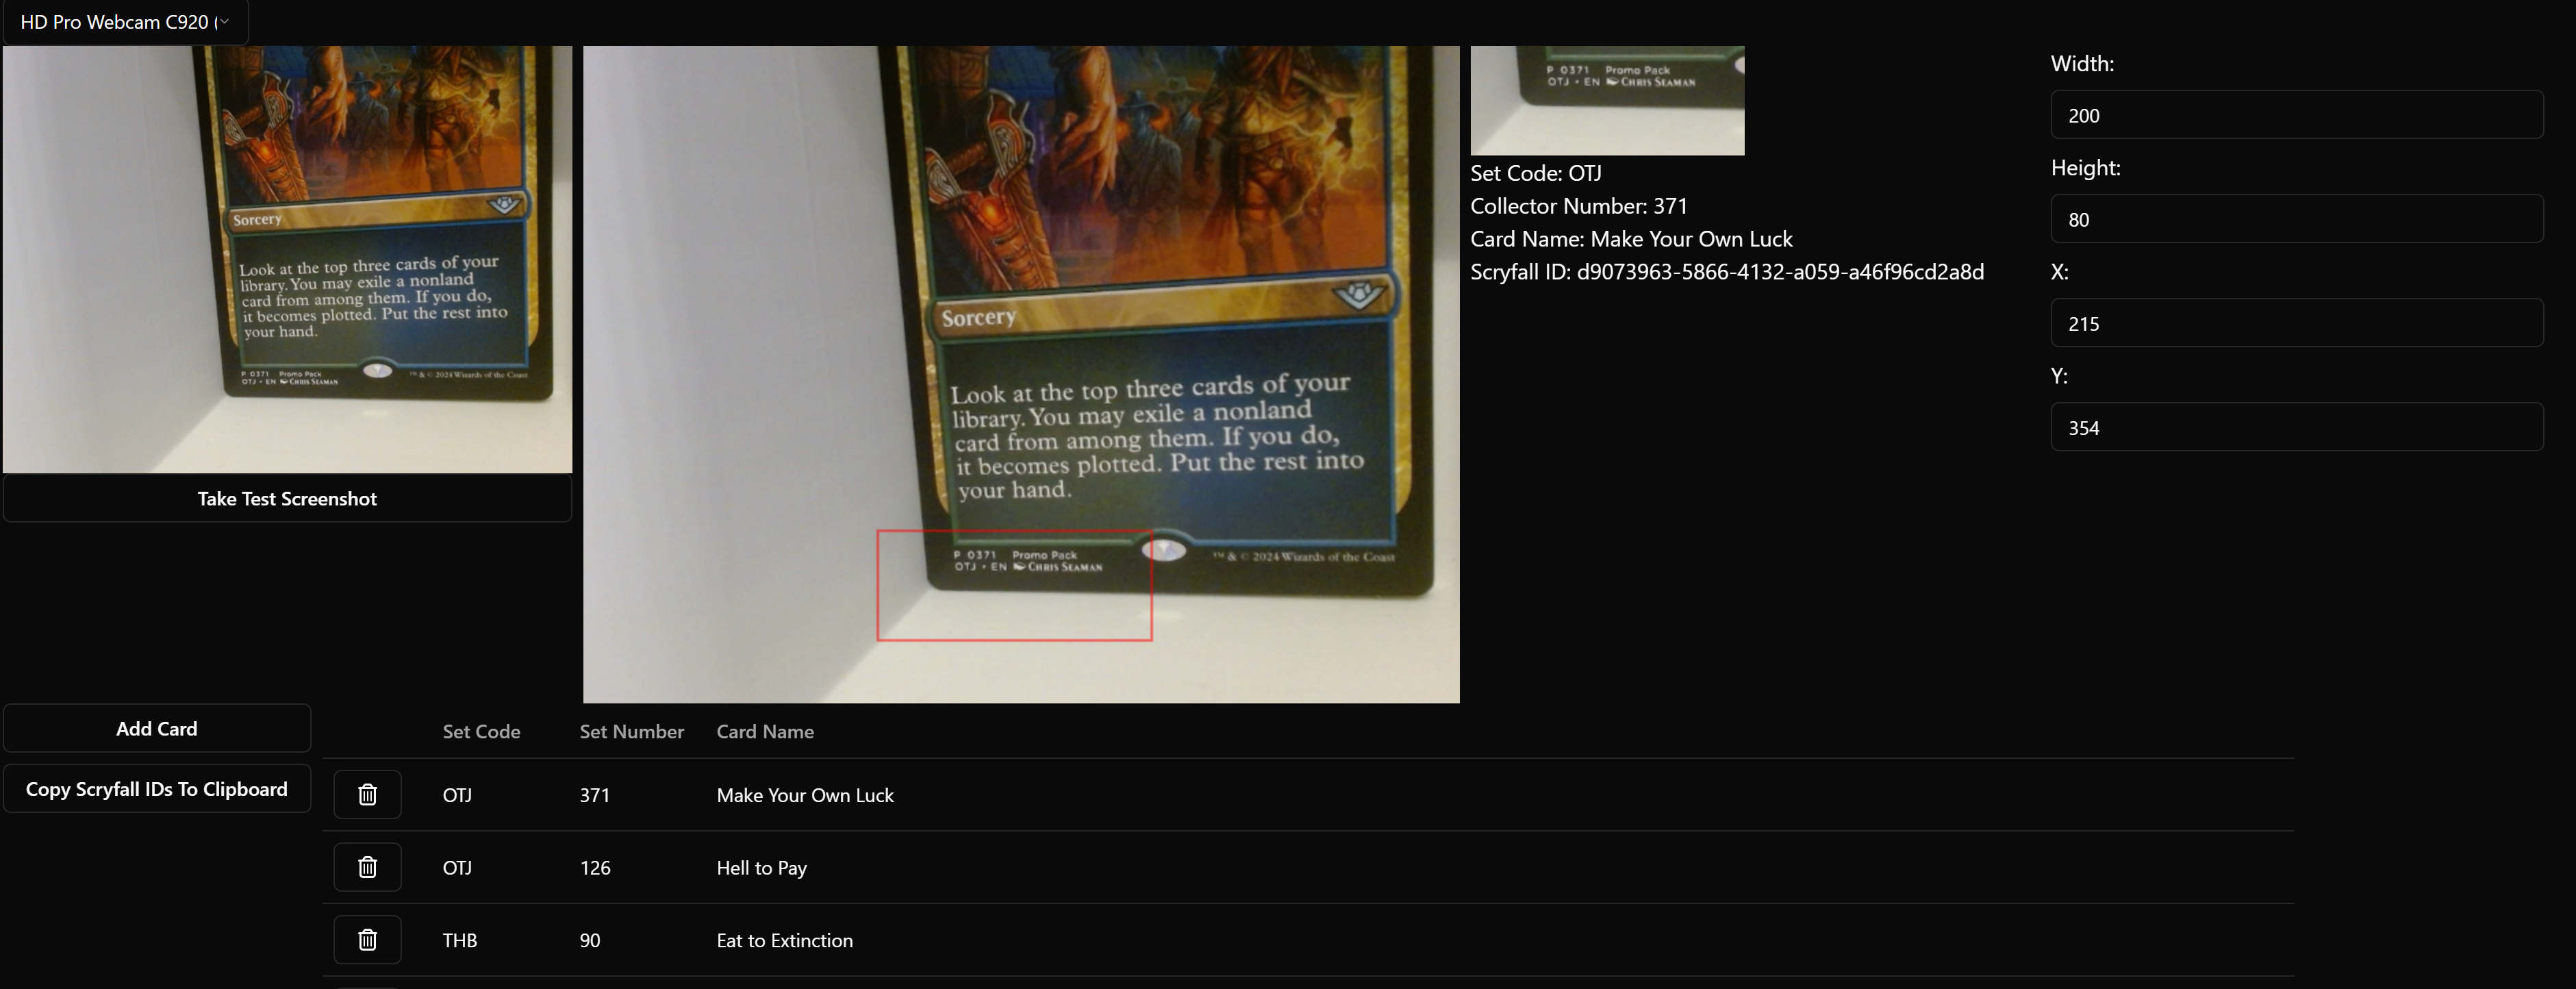 HD Pro Webcam C920 (
Sorcery
Look at the top three cards of your
library. You may exile a nonland
card from among them. If you do,
it becomes plotted. Put the rest into
your hand.
P 0371 Promo Pack
OTJ • EN CHRIS SEAMAN
™ & © 2024 Wizards of the Coast
Take Test Screenshot
Sorcery
Look at the top three cards of your
library. You may exile a nonland
card from among them. If you do,
it becomes plotted. Put the rest into
your hand.
P 0371 Promo Pack
OTJ • EN CHRIS SEAMAN
™ & © 2024 Wizards of the Coast
P 0371 Promo Pack
OTJ • EN CHRIS SEAMAN
Set Code: OTJ
Collector Number: 371
Card Name: Make Your Own Luck
Scryfall ID: d9073963-5866-4132-a059-a46f96cd2a8d
Width:
200
Height:
80
X:
215
Y:
354
Add Card
Copy Scryfall IDs To Clipboard
Set Code Set Number Card Name
OTJ 371 Make Your Own Luck
OTJ 126 Hell to Pay
THB 90 Eat to Extinction